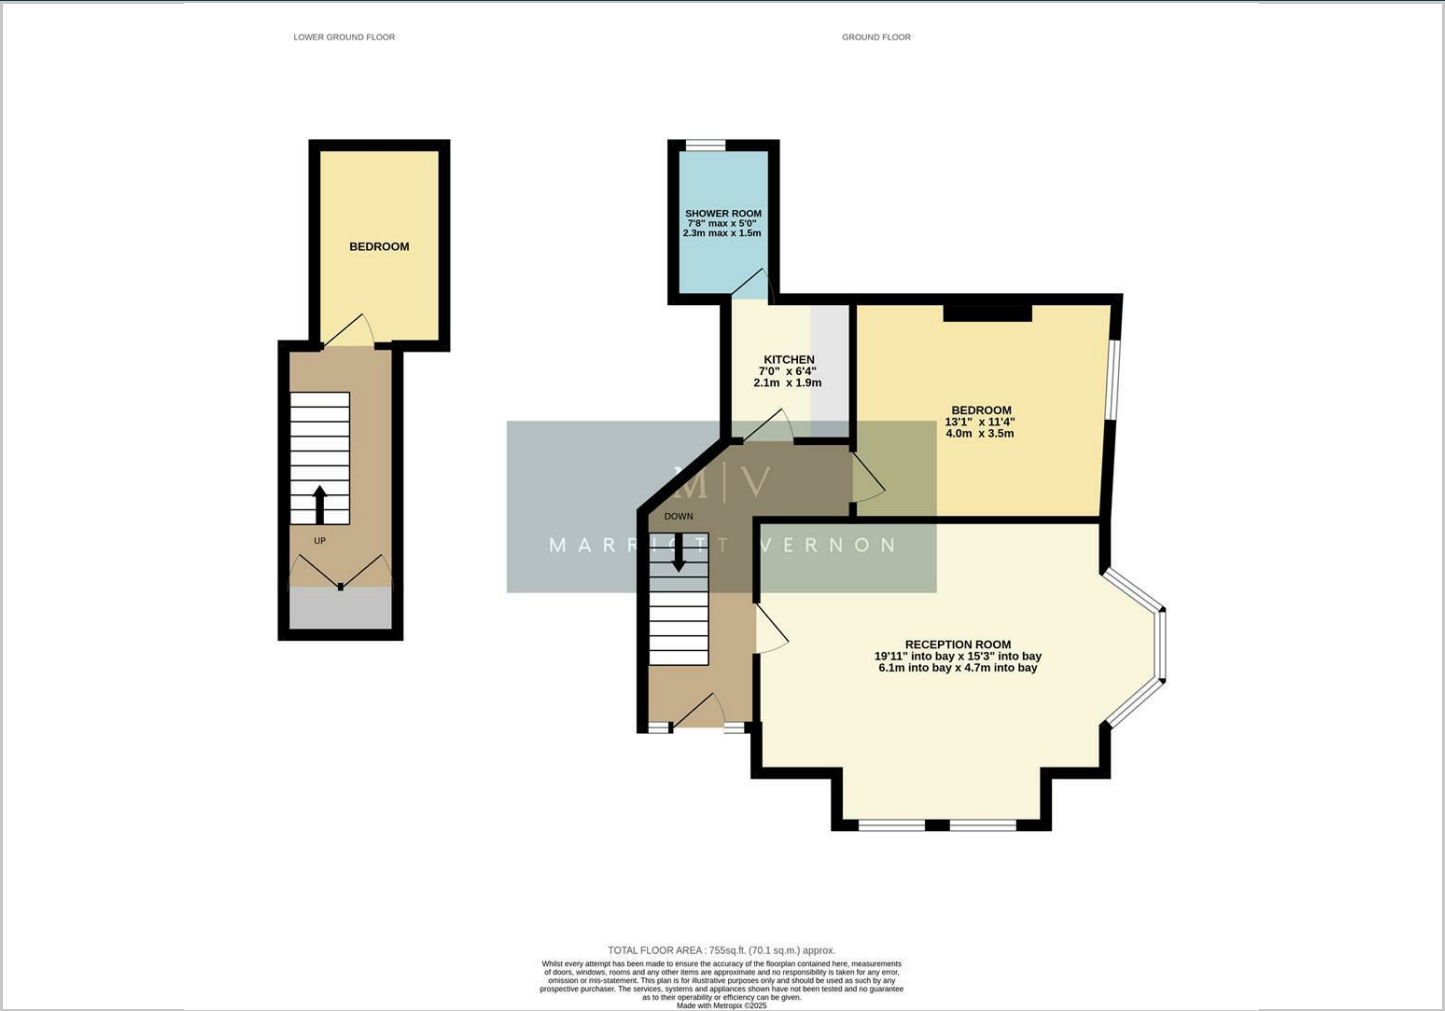 LOWER GROUND FLOOR
GROUND FLOOR
BEDROOM
UP
SHOWER ROOM
7'8" max x 5'0"
2.3m max x 1.5m
KITCHEN
7'0" x 6'4"
2.1m x 1.9m
BEDROOM
13'1" x 11'4"
4.0m x 3.5m
M | V
DOWN
MARRIOTT VERNON
RECEPTION ROOM
19'11" into bay x 15'3" into bay
6.1m into bay x 4.7m into bay
TOTAL FLOOR AREA : 755sq.ft. (70.1 sq.m.) approx.
Whilst every attempt has been made to ensure the accuracy of the floorplan contained here, measurements
of doors, windows, rooms and any other items are approximate and no responsibility is taken for any error,
omission or mis-statement. This plan is for illustrative purposes only and should be used as such by any
prospective purchaser. The services, systems and appliances shown have not been tested and no guarantee
as to their operability or efficiency can be given.
Made with Metropix ©2025